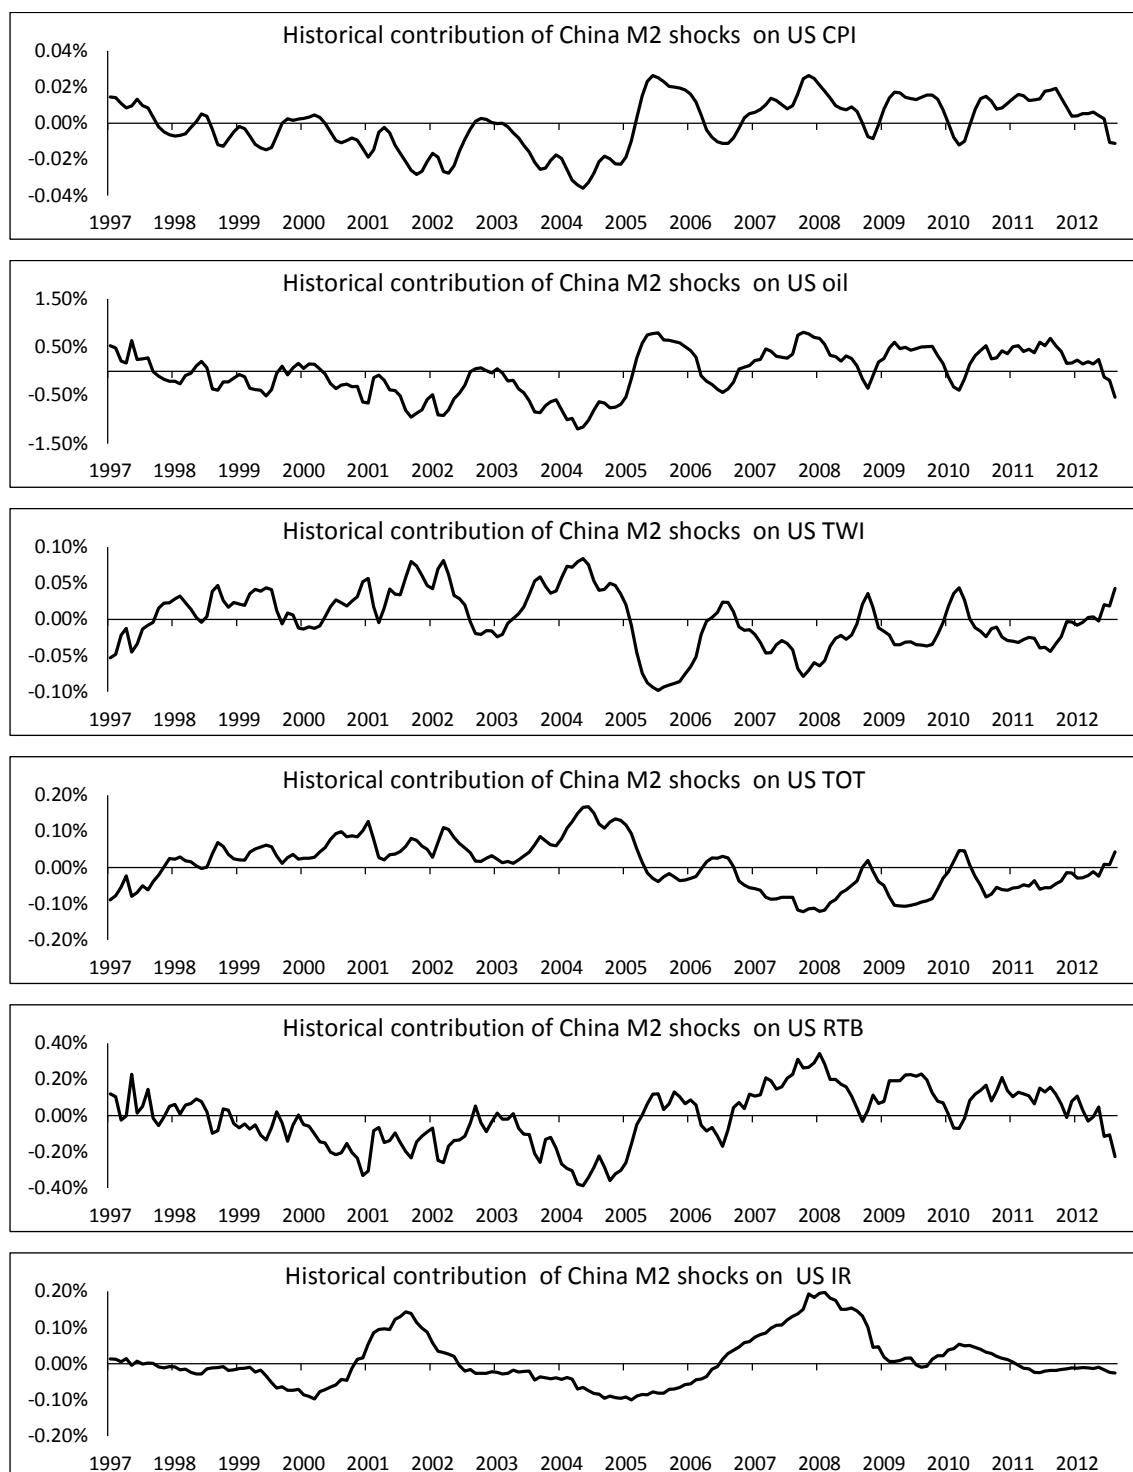 Historical contribution of China M2 shocks on US CPI
0.04%
0.02%
0.00%
-0.02%
-0.04%
1997 1998 1999 2000 2001 2002 2003 2004 2005 2006 2007 2008 2009 2010 2011 2012
Historical contribution of China M2 shocks on US oil
1.50%
0.50%
-0.50%
-1.50%
1997 1998 1999 2000 2001 2002 2003 2004 2005 2006 2007 2008 2009 2010 2011 2012
Historical contribution of China M2 shocks on US TWI
0.10%
0.05%
0.00%
-0.05%
-0.10%
1997 1998 1999 2000 2001 2002 2003 2004 2005 2006 2007 2008 2009 2010 2011 2012
Historical contribution of China M2 shocks on US TOT
0.20%
0.10%
0.00%
-0.10%
-0.20%
1997 1998 1999 2000 2001 2002 2003 2004 2005 2006 2007 2008 2009 2010 2011 2012
Historical contribution of China M2 shocks on US RTB
0.40%
0.20%
0.00%
-0.20%
-0.40%
1997 1998 1999 2000 2001 2002 2003 2004 2005 2006 2007 2008 2009 2010 2011 2012
Historical contribution of China M2 shocks on US IR
0.20%
0.10%
0.00%
-0.10%
-0.20%
1997 1998 1999 2000 2001 2002 2003 2004 2005 2006 2007 2008 2009 2010 2011 2012